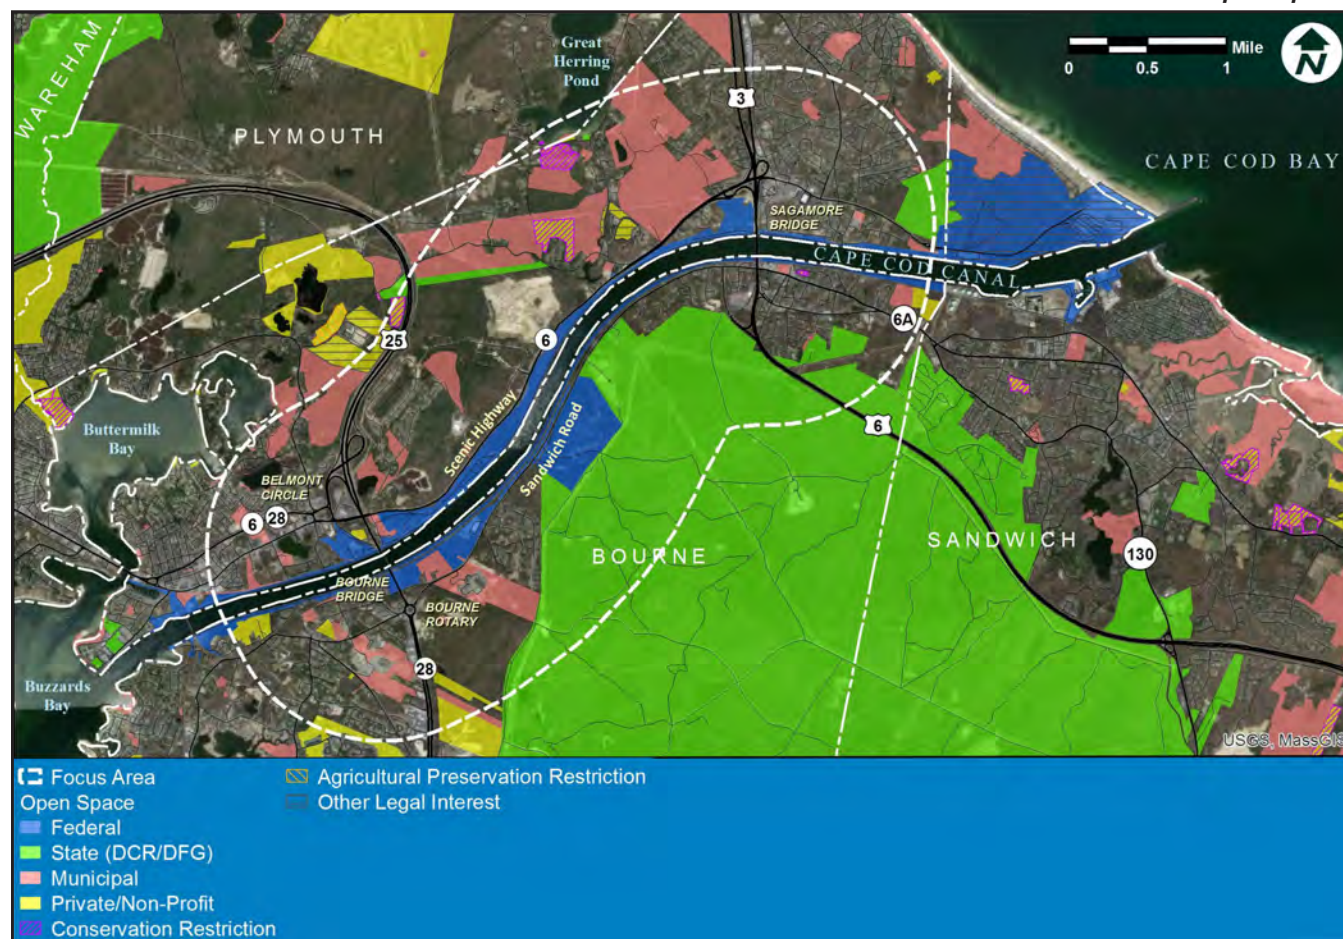 WAREHAM
PLYMOUTH
Great
Herring
Pond
3
Mile
0 0.5 1
N
CAPE COD BAY
SAGAMORE
BRIDGE
CAPE COD CANAL
6A
25
6
Scenic Highway
Sandwich Road
6
Buttermilk
Bay
BELMONT
CIRCLE
6 28
BOURNE
SANDWICH
130
BOURNE
BRIDGE
BOURNE
ROTARY
28
Buzzards
Bay
USGS, MassGIS
Focus Area
Open Space
Federal
State (DCR/DFG)
Municipal
Private/Non-Profit
Conservation Restriction
Agricultural Preservation Restriction
Other Legal Interest